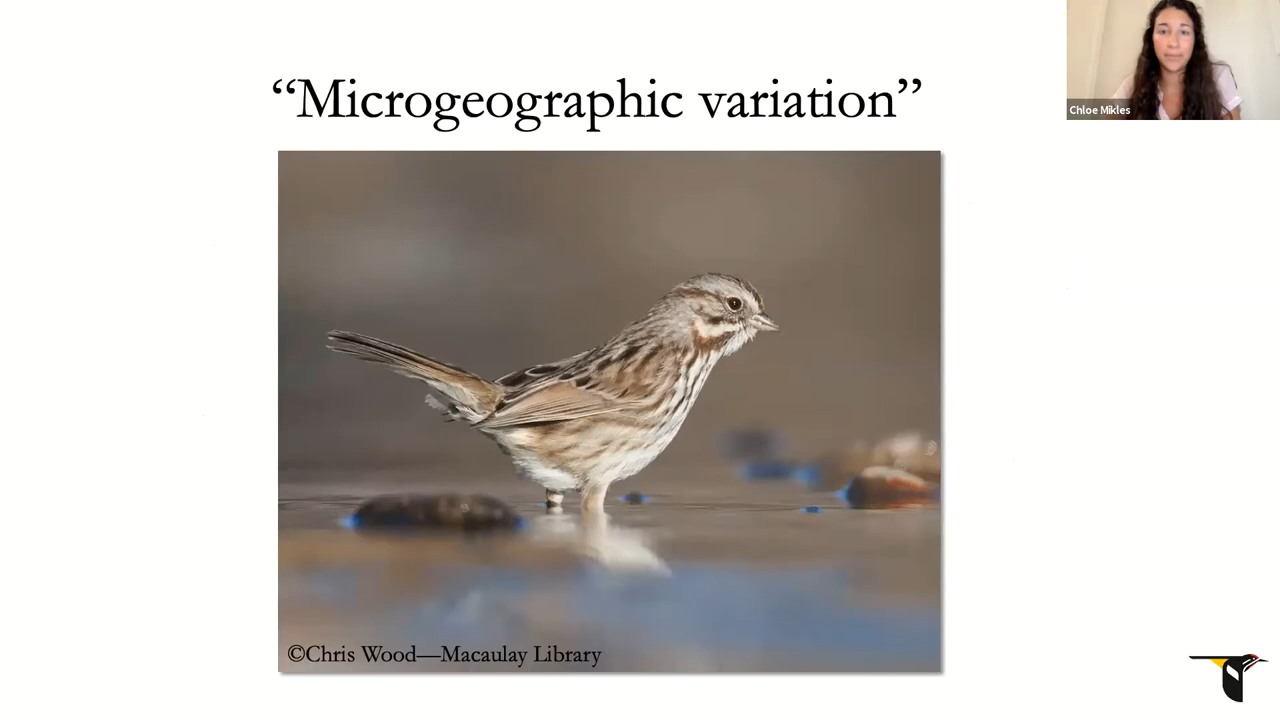 “Microgeographic variation”
Chloe Mikles
©Chris Wood—Macaulay Library